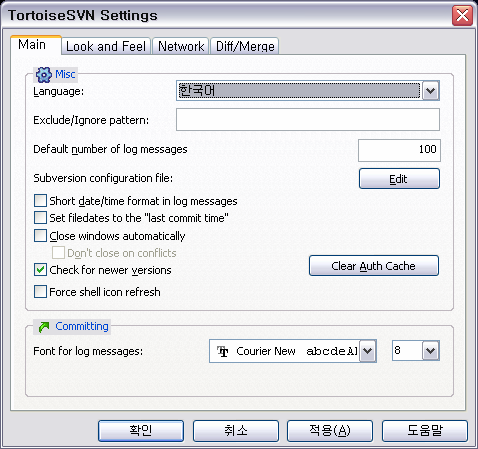 TortoiseSVN Settings
Main Look and Feel Network Diff/Merge
Misc
Language: 한국어
Exclude/Ignore pattern:
Default number of log messages 100
Subversion configuration file: Edit
Short date/time format in log messages
Set filedates to the "last commit time"
Close windows automatically
Don't close on conflicts
Check for newer versions Clear Auth Cache
Force shell icon refresh
Committing
Font for log messages: Courier New abcdeAI 8
확인 취소 적용(A) 도움말